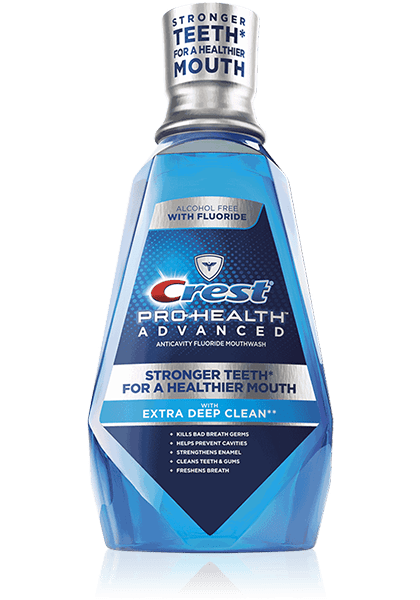 STRONGER
TEETH*
FOR A HEALTHIER
MOUTH
ALCOHOL FREE
WITH FLUORIDE
Crest
PRO-HEALTH™
ADVANCED
ANTICAVITY FLUORIDE MOUTHWASH
STRONGER TEETH*
FOR A HEALTHIER MOUTH
WITH
EXTRA DEEP CLEAN**
• KILLS BAD BREATH GERMS
• HELPS PREVENT CAVITIES
• STRENGTHENS ENAMEL
• CLEANS TEETH & GUMS
• FRESHENS BREATH